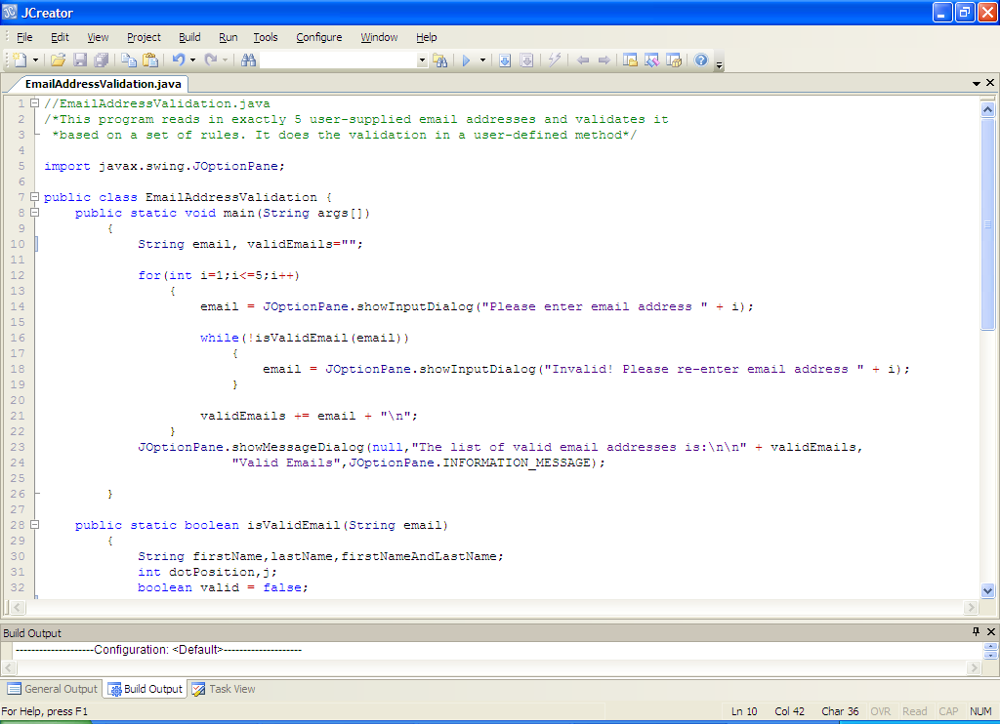 JCreator
File Edit View Project Build Run Tools Configure Window Help
EmailAddressValidation.java
1 //EmailAddressValidation.java
2 /*This program reads in exactly 5 user-supplied email addresses and validates it
3 *based on a set of rules. It does the validation in a user-defined method*/
4
5 import javax.swing.JOptionPane;
6
7 public class EmailAddressValidation {
8 public static void main(String args[])
9 {
10 String email, validEmails="";
11
12 for(int i=1;i<=5;i++)
13 {
14 email = JOptionPane.showInputDialog("Please enter email address " + i);
15
16 while(!isValidEmail(email))
17 {
18 email = JOptionPane.showInputDialog("Invalid! Please re-enter email address " + i);
19 }
20
21 validEmails += email + "\n";
22 }
23 JOptionPane.showMessageDialog(null,"The list of valid email addresses is:\n\n" + validEmails,
24 "Valid Emails",JOptionPane.INFORMATION_MESSAGE);
25
26 }
27
28 public static boolean isValidEmail(String email)
29 {
30 String firstName,lastName,firstNameAndLastName;
31 int dotPosition,j;
32 boolean valid = false;
Build Output
--------------------Configuration: <Default>--------------------
General Output Build Output Task View
For Help, press F1 Ln 10 Col 42 Char 36 OVR Read CAP NUM